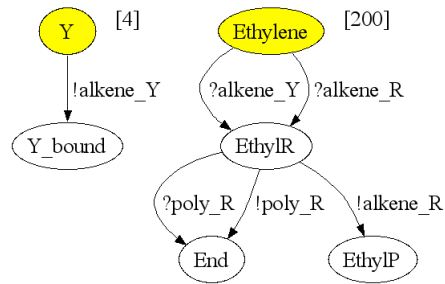 Y [4] Ethylene [200]
!alkene_Y ?alkene_Y ?alkene_R
Y_bound EthylR
?poly_R !poly_R !alkene_R
End EthylP